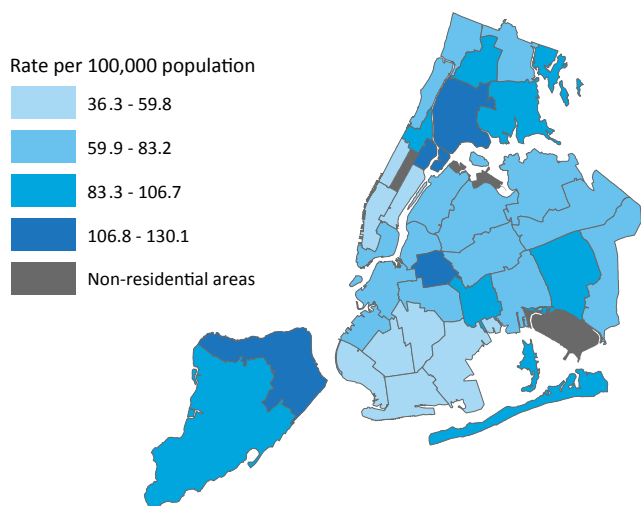 Rate per 100,000 population
36.3 - 59.8
59.9 - 83.2
83.3 - 106.7
106.8 - 130.1
Non-residential areas